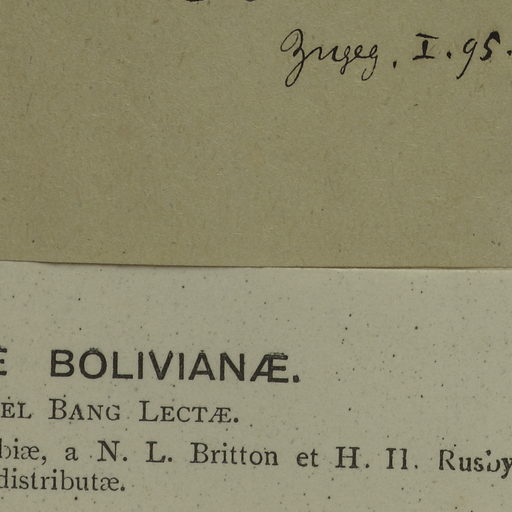 Zugeg. I. 95.
E BOLIVIANÆ.
EL BANG LECTÆ.
biæ, a N. L. Britton et H. H. Rusby
distributæ.